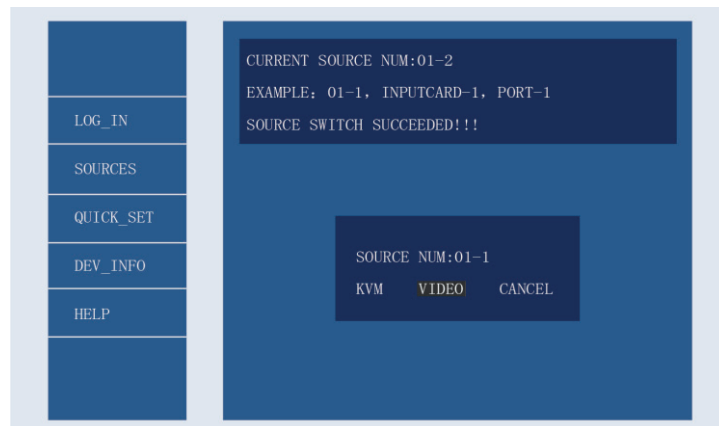 LOG_IN
SOURCES
QUICK_SET
DEV_INFO
HELP
CURRENT SOURCE NUM:01-2
EXAMPLE: 01-1, INPUTCARD-1, PORT-1
SOURCE SWITCH SUCCEEDED!!!
SOURCE NUM:01-1
KVM VIDEO CANCEL